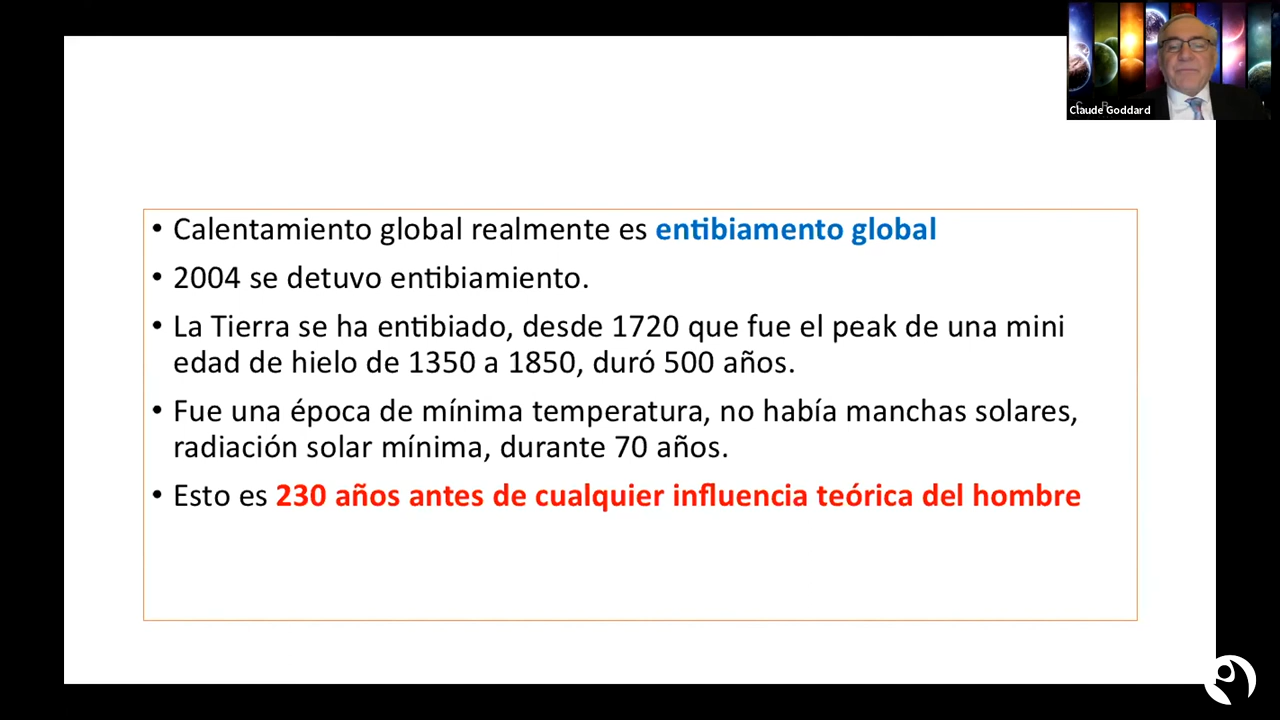 Claude Goddard
• Calentamiento global realmente es entibiamento global
• 2004 se detuvo entibiamiento.
• La Tierra se ha entibiado, desde 1720 que fue el peak de una mini
edad de hielo de 1350 a 1850, duró 500 años.
• Fue una época de mínima temperatura, no había manchas solares,
radiación solar mínima, durante 70 años.
• Esto es 230 años antes de cualquier influencia teórica del hombre